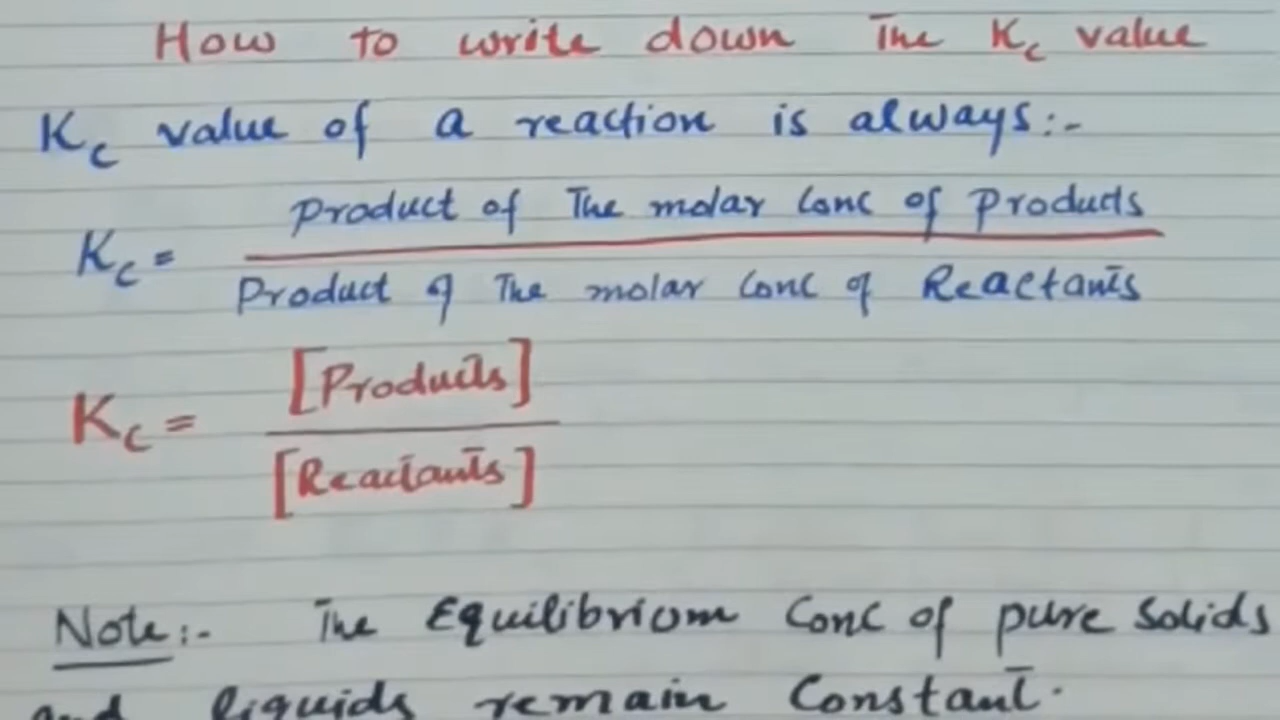 How to write down The Kc value
Kc value of a reaction is always:-
Kc = Product of The molar Conc of Products
Product of The molar Conc of Reactants
Kc = [Products]
[Reactants]
Note:- The Equilibrium Conc of pure Solids
and liquids remain Constant.